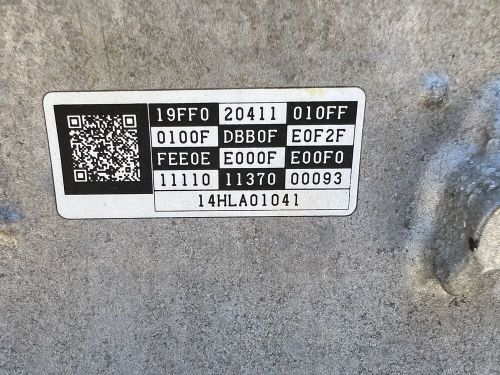 19FF0 20411 010FF
0100F DBB0F E0F2F
FEE0E E000F E00F0
11110 11370 00093
14HLA01041